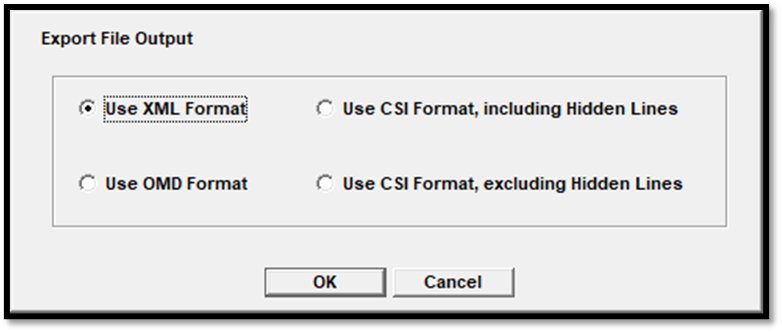 Export File Output
Use XML Format
Use CSI Format, including Hidden Lines
Use OMD Format
Use CSI Format, excluding Hidden Lines
OK
Cancel